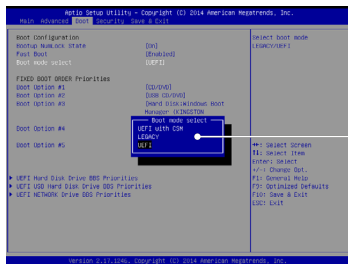 Aptio Setup Utility - Copyright (C) 2014 American Megatrends, Inc.
Main Advanced Boot Security Save & Exit
Boot Configuration
Bootup NumLock State [On]
Fast Boot [Enabled]
Boot mode select [UEFI]
FIXED BOOT ORDER Priorities
Boot Option #1 [CD/DVD]
Boot Option #2 [USB CD/DVD]
Boot Option #3 [Hard Disk:Windows Boot
Manager (KINGSTON
Boot mode select
Boot Option #4
UEFI with CSM
LEGACY
Boot Option #5
UEFI
UEFI Hard Disk Drive BBS Priorities
UEFI USB Hard Disk Drive BBS Priorities
UEFI NETWORK Drive BBS Priorities
Select boot mode
LEGACY/UEFI
↔: Select Screen
↑↓: Select Item
Enter: Select
+/-: Change Opt.
F1: General Help
F9: Optimized Defaults
F10: Save & Exit
ESC: Exit
Version 2.17.1246. Copyright (C) 2014 American Megatrends, Inc.